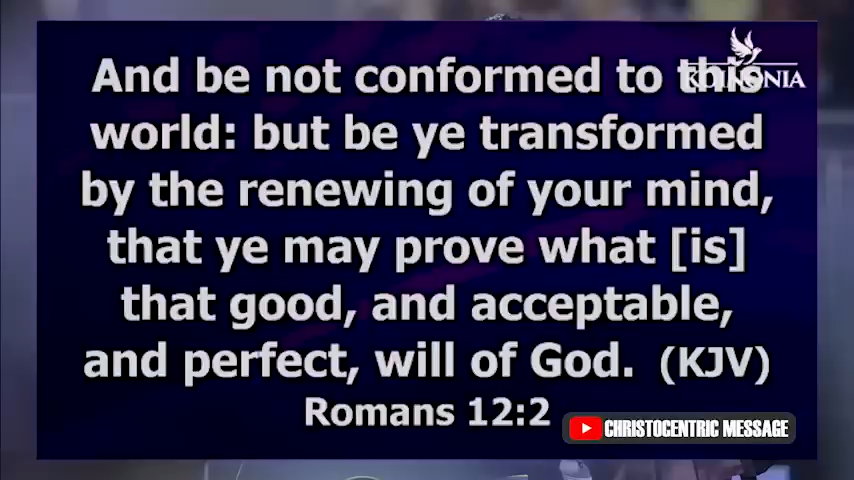 And be not conformed to this
KOINONIA
world: but be ye transformed
by the renewing of your mind,
that ye may prove what [is]
that good, and acceptable,
and perfect, will of God. (KJV)
Romans 12:2
CHRISTOCENTRIC MESSAGE